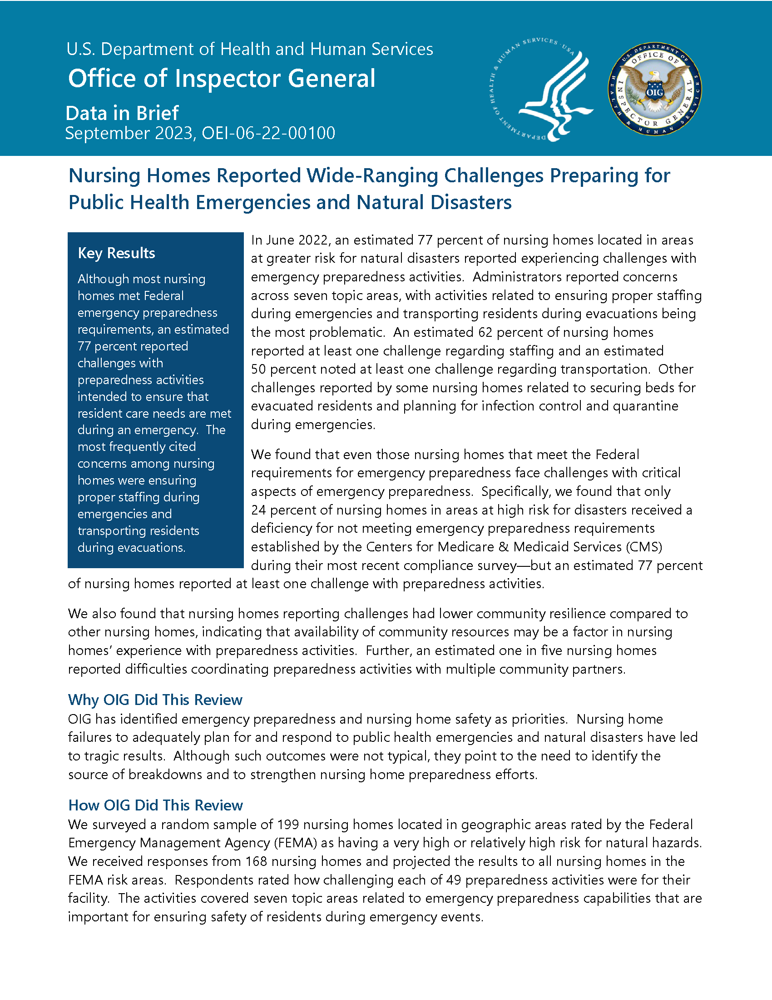 U.S. Department of Health and Human Services
Office of Inspector General
Data in Brief
September 2023, OEI-06-22-00100
DEPARTMENT OF HEALTH & HUMAN SERVICES · USA
U.S. DEPARTMENT OF HEALTH & HUMAN SERVICES
OFFICE OF INSPECTOR GENERAL
OIG
Nursing Homes Reported Wide-Ranging Challenges Preparing for
Public Health Emergencies and Natural Disasters
Key Results
Although most nursing
homes met Federal
emergency preparedness
requirements, an estimated
77 percent reported
challenges with
preparedness activities
intended to ensure that
resident care needs are met
during an emergency.  The
most frequently cited
concerns among nursing
homes were ensuring
proper staffing during
emergencies and
transporting residents
during evacuations.
In June 2022, an estimated 77 percent of nursing homes located in areas
at greater risk for natural disasters reported experiencing challenges with
emergency preparedness activities.  Administrators reported concerns
across seven topic areas, with activities related to ensuring proper staffing
during emergencies and transporting residents during evacuations being
the most problematic.  An estimated 62 percent of nursing homes
reported at least one challenge regarding staffing and an estimated
50 percent noted at least one challenge regarding transportation.  Other
challenges reported by some nursing homes related to securing beds for
evacuated residents and planning for infection control and quarantine
during emergencies.
We found that even those nursing homes that meet the Federal
requirements for emergency preparedness face challenges with critical
aspects of emergency preparedness.  Specifically, we found that only
24 percent of nursing homes in areas at high risk for disasters received a
deficiency for not meeting emergency preparedness requirements
established by the Centers for Medicare & Medicaid Services (CMS)
during their most recent compliance survey—but an estimated 77 percent
of nursing homes reported at least one challenge with preparedness activities.
We also found that nursing homes reporting challenges had lower community resilience compared to
other nursing homes, indicating that availability of community resources may be a factor in nursing
homes’ experience with preparedness activities.  Further, an estimated one in five nursing homes
reported difficulties coordinating preparedness activities with multiple community partners.
Why OIG Did This Review
OIG has identified emergency preparedness and nursing home safety as priorities.  Nursing home
failures to adequately plan for and respond to public health emergencies and natural disasters have led
to tragic results.  Although such outcomes were not typical, they point to the need to identify the
source of breakdowns and to strengthen nursing home preparedness efforts.
How OIG Did This Review
We surveyed a random sample of 199 nursing homes located in geographic areas rated by the Federal
Emergency Management Agency (FEMA) as having a very high or relatively high risk for natural hazards.
We received responses from 168 nursing homes and projected the results to all nursing homes in the
FEMA risk areas.  Respondents rated how challenging each of 49 preparedness activities were for their
facility.  The activities covered seven topic areas related to emergency preparedness capabilities that are
important for ensuring safety of residents during emergency events.